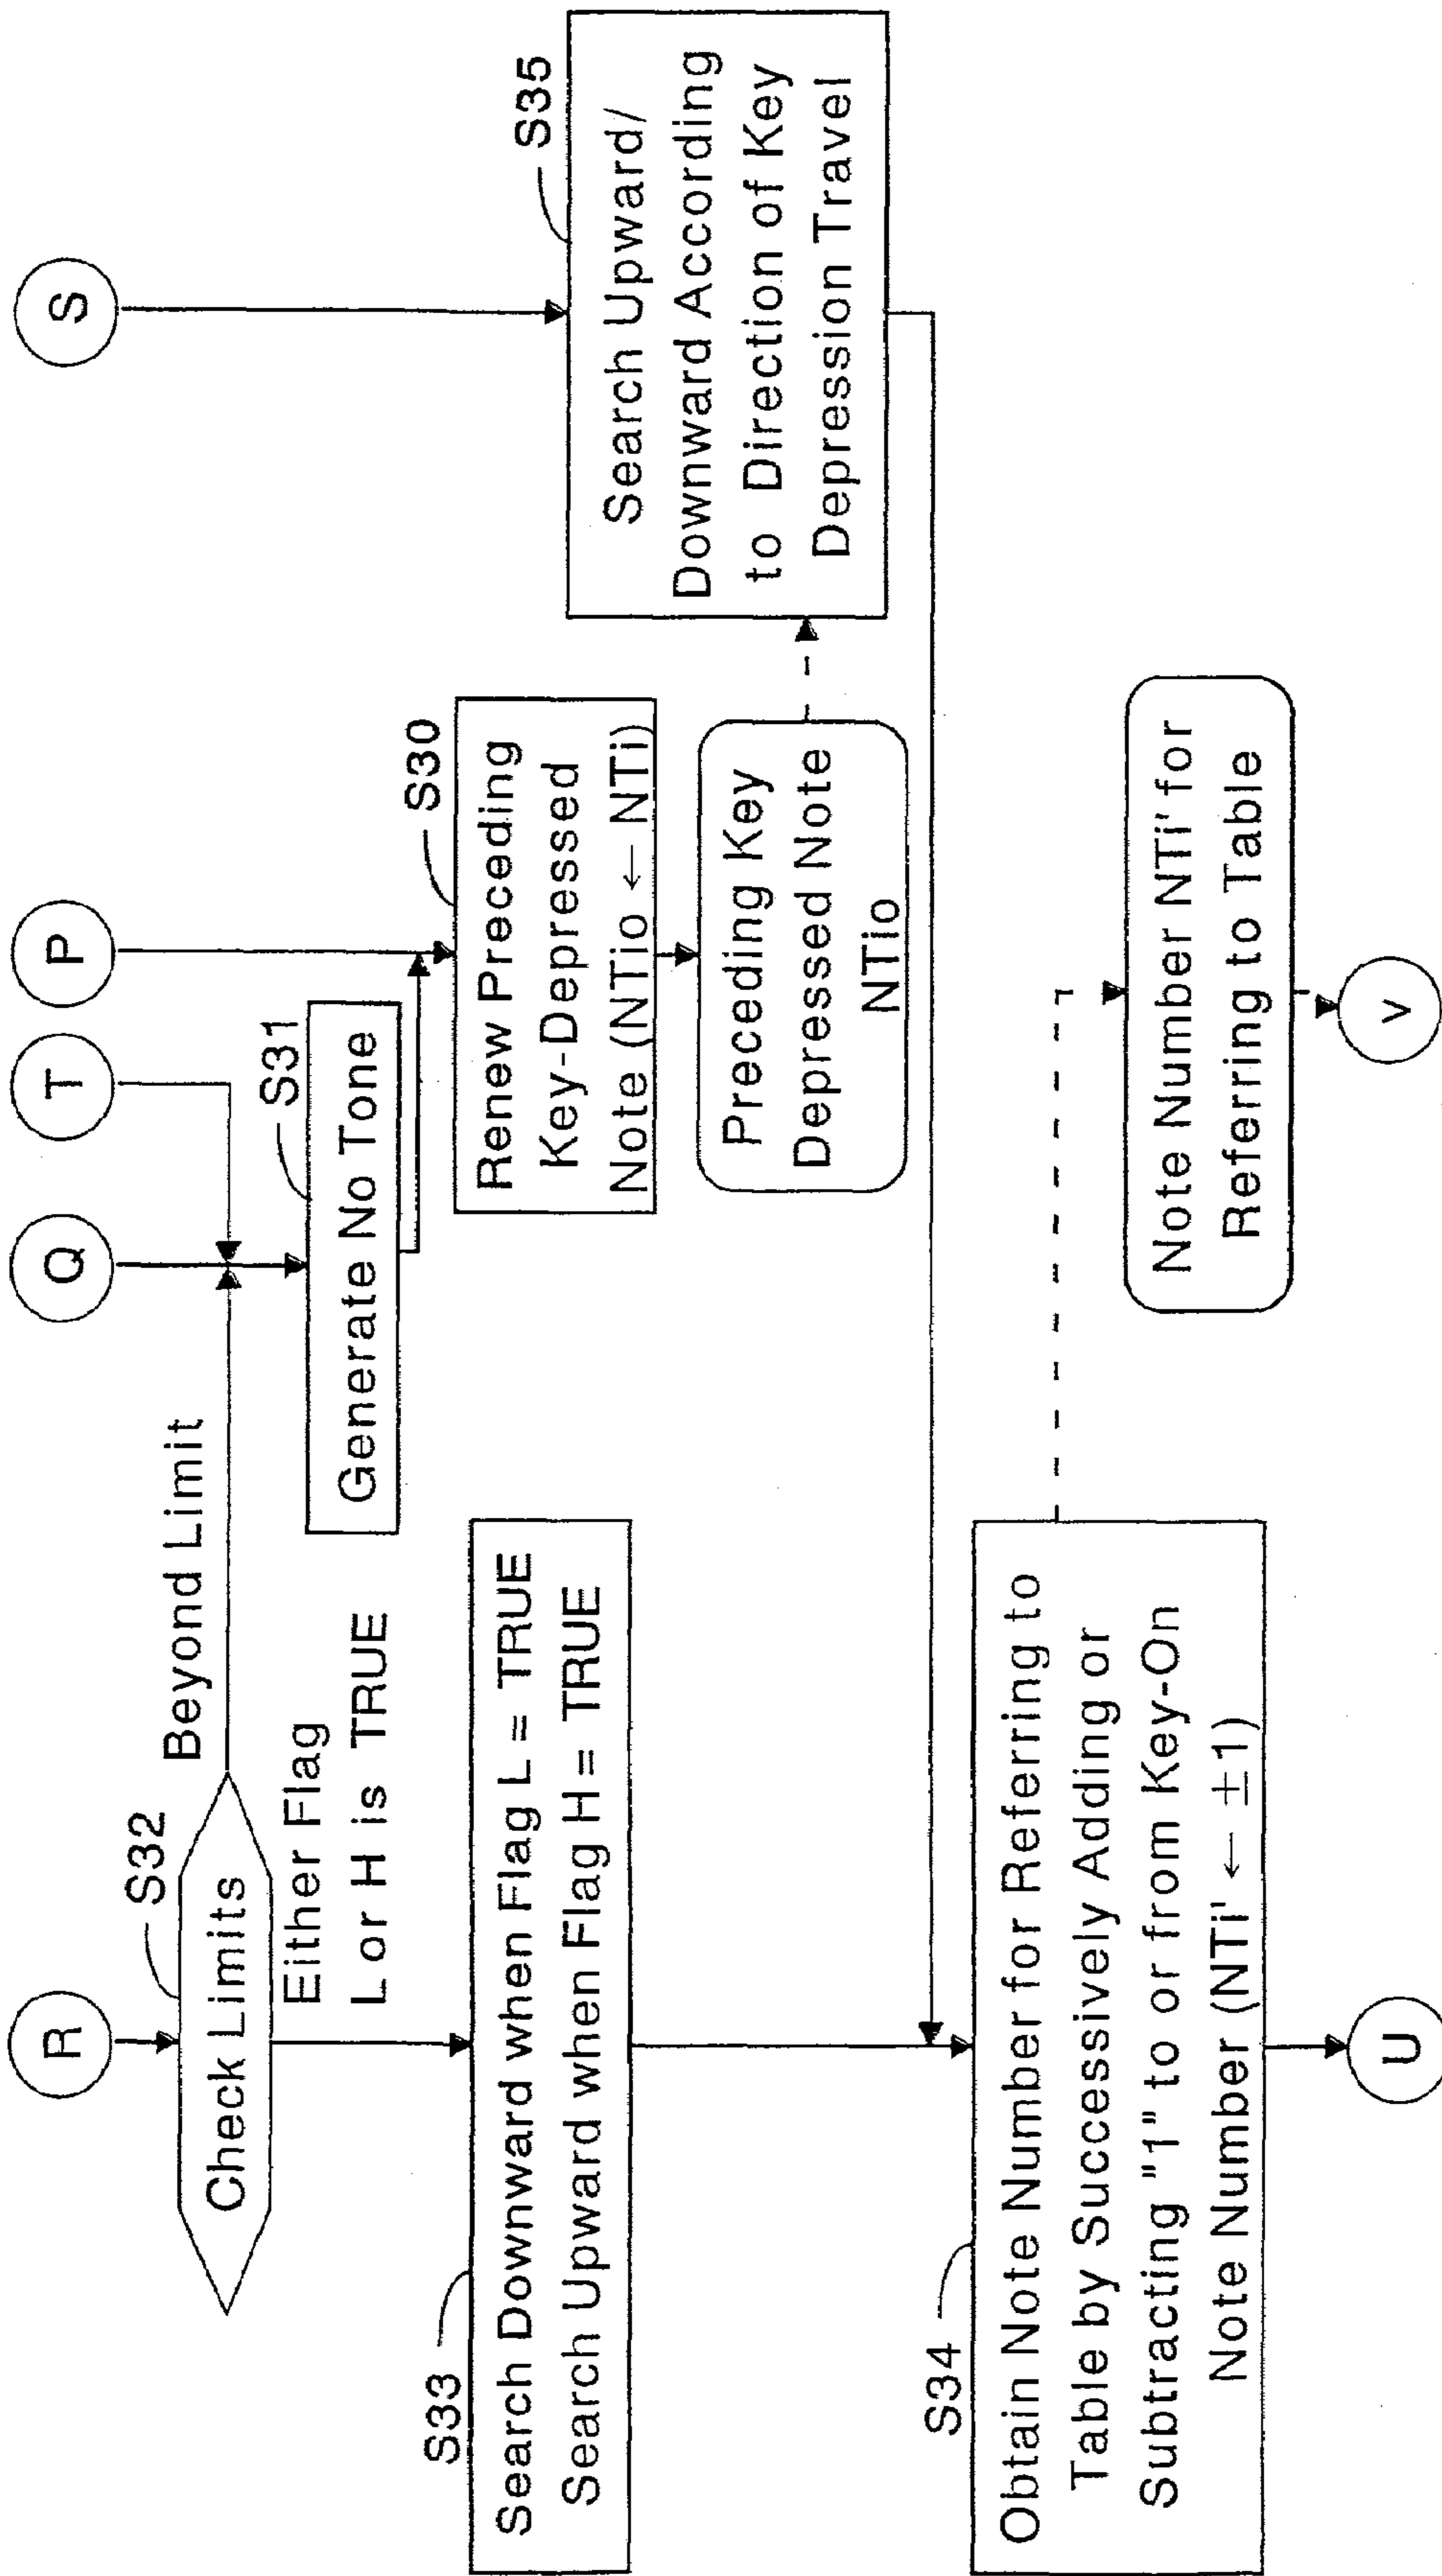 R
Q
T
P
S
S32
Check Limits
Beyond Limit
Either Flag
L or H is TRUE
S31
Generate No Tone
S30
Renew Preceding
Key-Depressed
Note (NTio ← NTi)
Preceding Key
Depressed Note
NTio
S35
Search Upward/
Downward According
to Direction of Key
Depression Travel
S33
Search Downward when Flag L = TRUE
Search Upward when Flag H = TRUE
S34
Obtain Note Number for Referring to
Table by Successively Adding or
Subtracting "1" to or from Key-On
Note Number (NTi' ← ±1)
Note Number NTi' for
Referring to Table
U
V